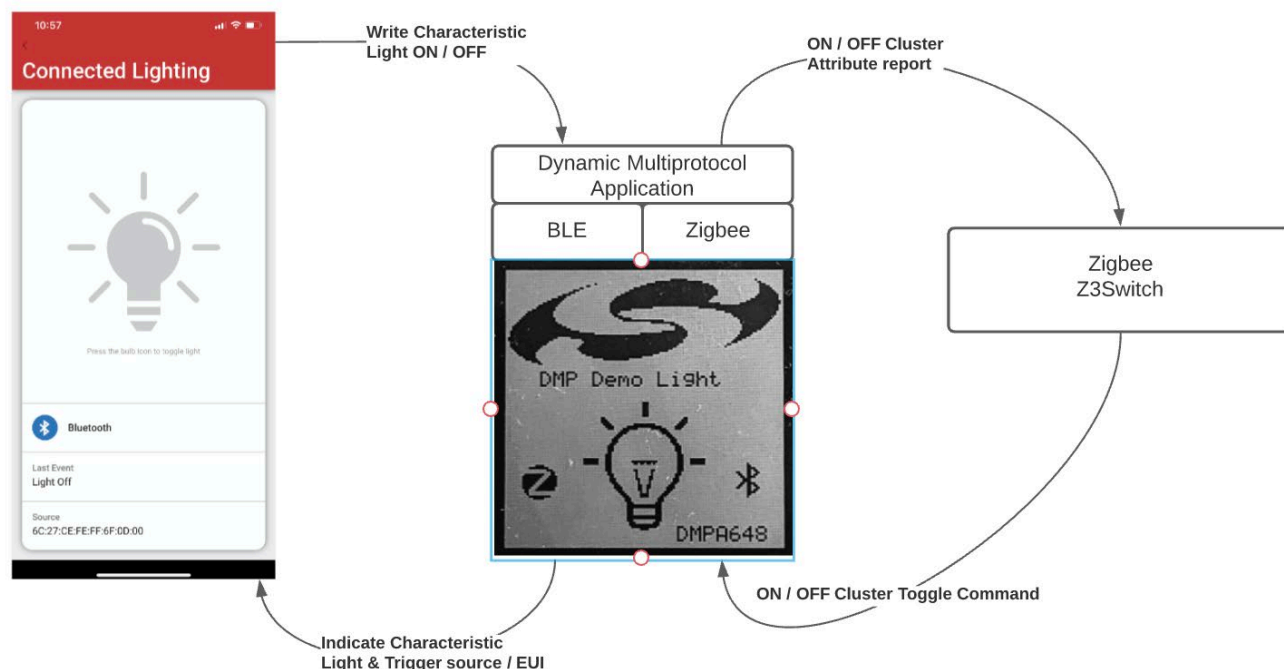 10:57
Connected Lighting
Press the bulb icon to toggle light
Bluetooth
Last Event
Light Off
Source
6C:27:CE:FE:FF:6F:0D:00
Write Characteristic
Light ON / OFF
ON / OFF Cluster
Attribute report
Dynamic Multiprotocol
Application
BLE
Zigbee
DMP Demo Light
DMPA648
Zigbee
Z3Switch
ON / OFF Cluster Toggle Command
Indicate Characteristic
Light & Trigger source / EUI